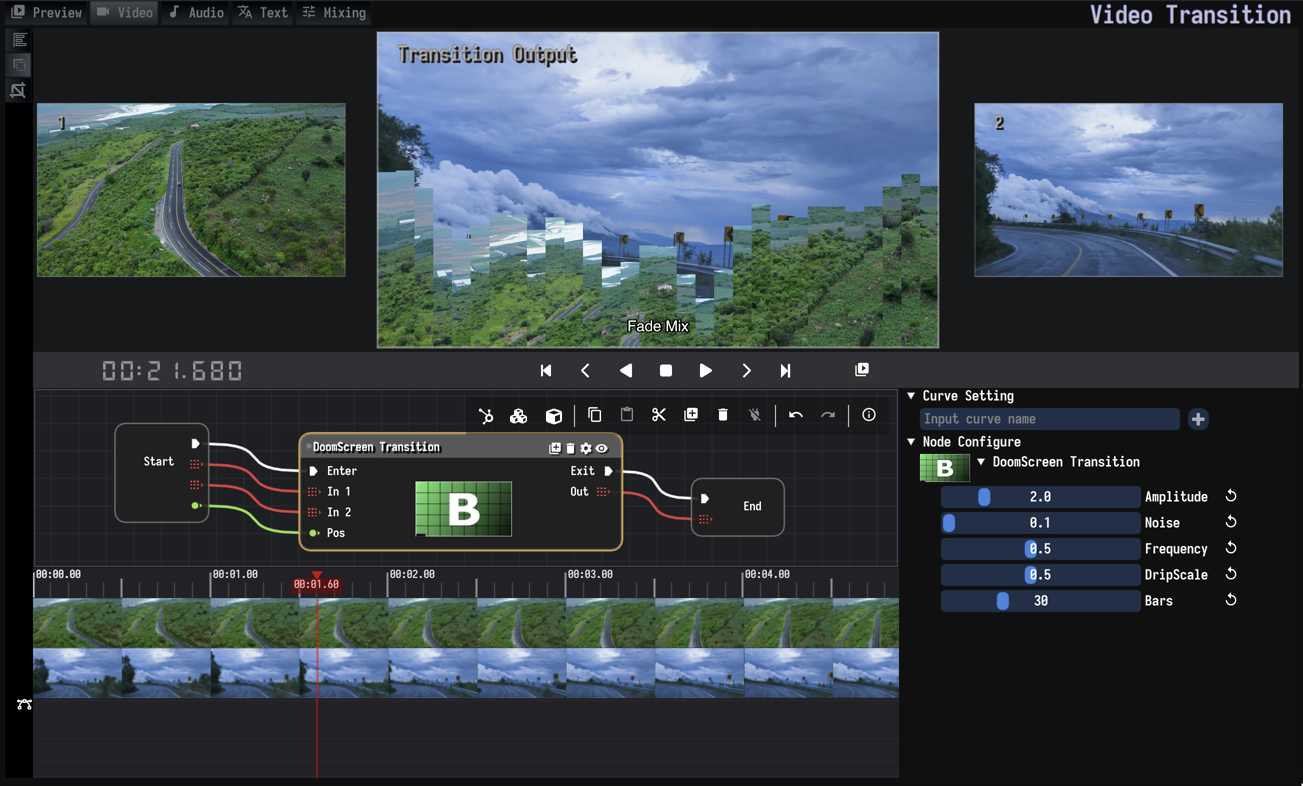 Preview Video Audio Text Mixing
Video Transition
Transition Output
1
2
Fade Mix
00:21.680
Curve Setting
Input curve name
Node Configure
DoomScreen Transition
2.0 Amplitude
0.1 Noise
0.5 Frequency
0.5 DripScale
30 Bars
Start
DoomScreen Transition
Enter
In 1
In 2
Pos
B
Exit
Out
End
B
00:00.00 00:01.00 00:02.00 00:03.00 00:04.00
00:01.60